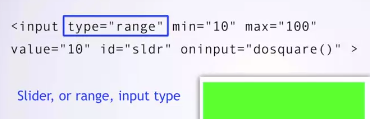 <input type="range" min="10" max="100"
value="10" id="sldr" oninput="dosquare()" >
Slider, or range, input type